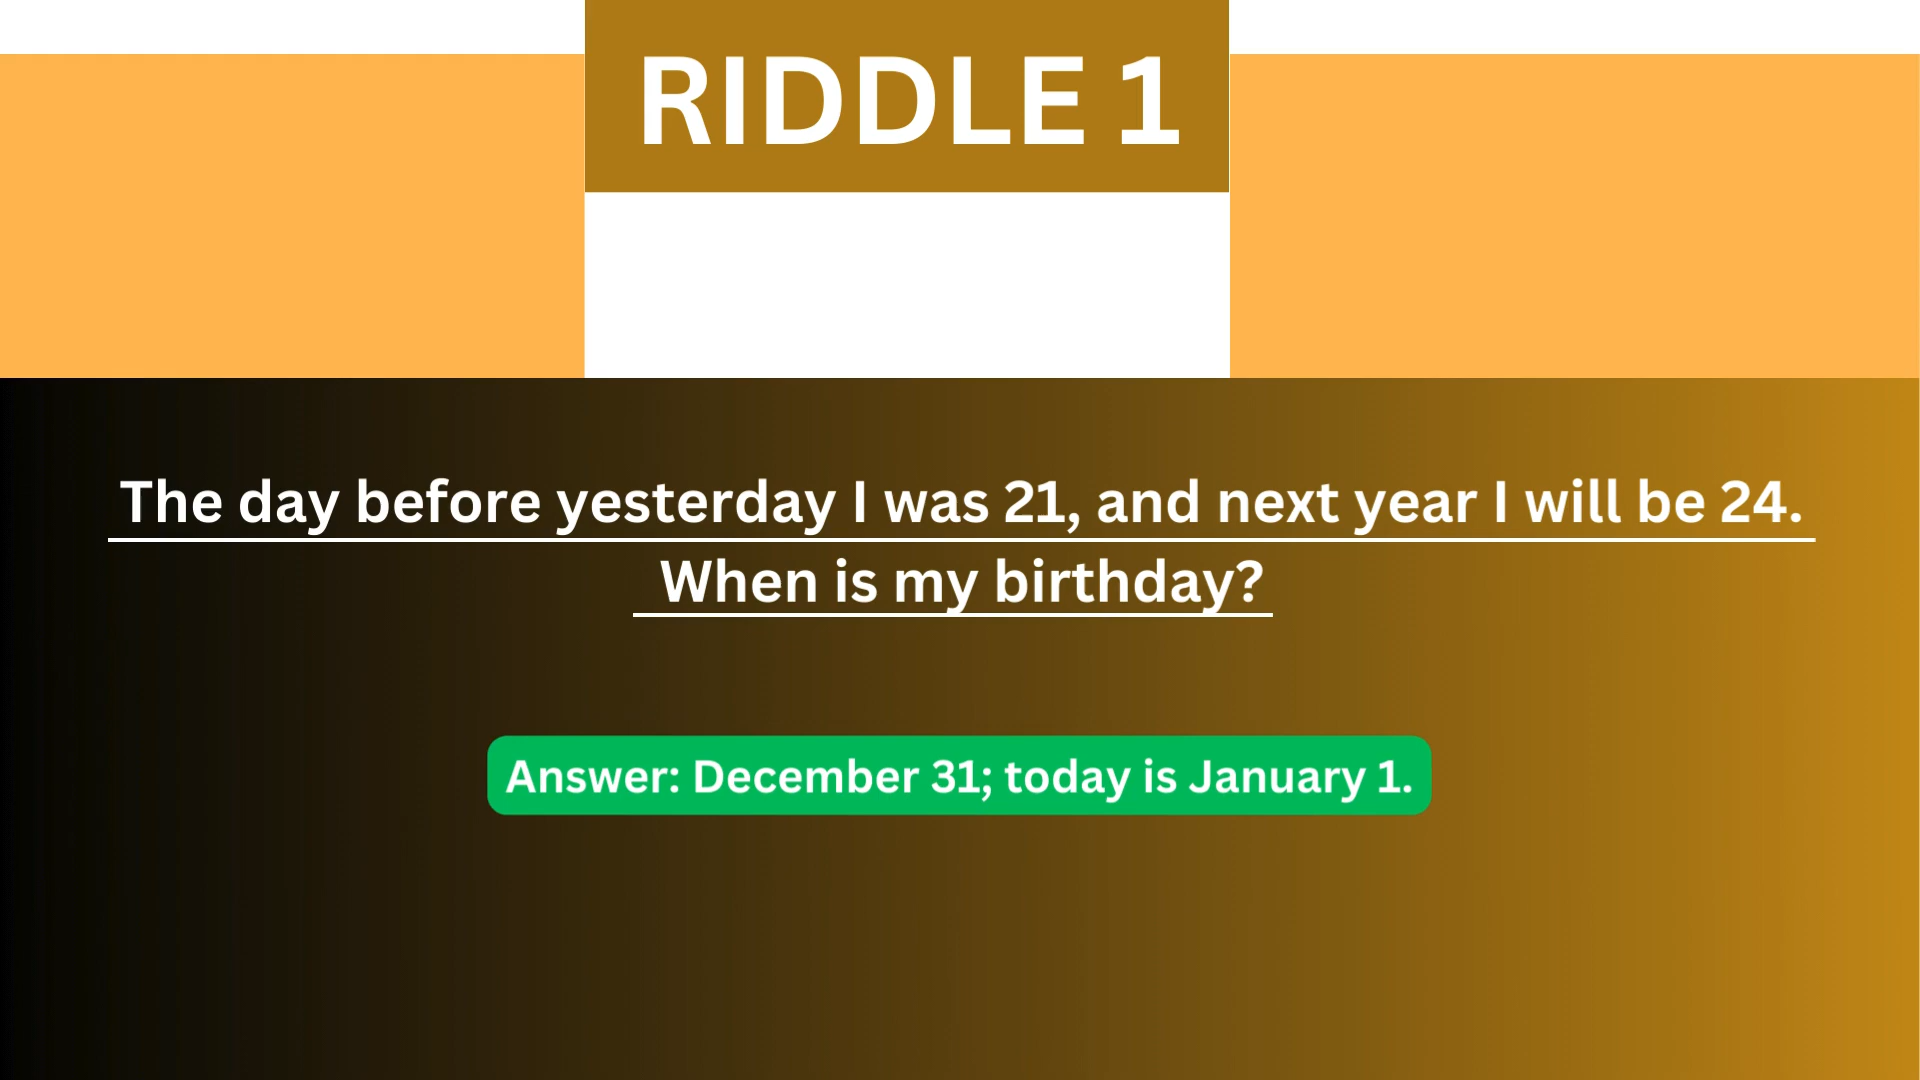 RIDDLE 1
The day before yesterday I was 21, and next year I will be 24.
When is my birthday?
Answer: December 31; today is January 1.